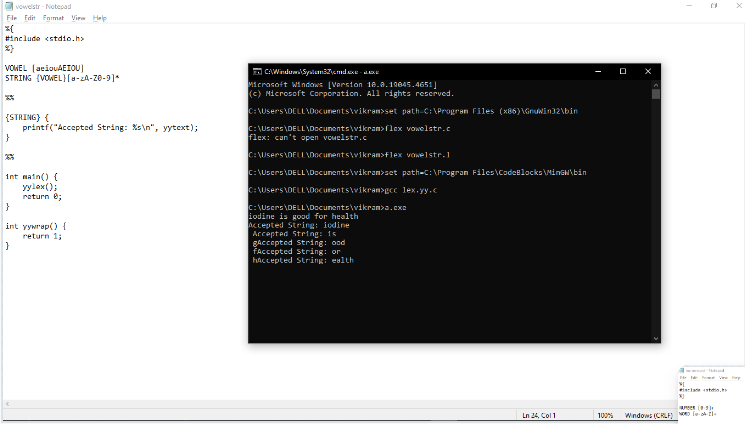 vowelstr - Notepad
File Edit Format View Help
%{
#include <stdio.h>
%}
VOWEL [aeiouAEIOU]
STRING {VOWEL}[a-zA-Z0-9]*
%%
{STRING} {
printf("Accepted String: %s\n", yytext);
}
%%
int main() {
yylex();
return 0;
}
int yywrap() {
return 1;
}
Ln 24, Col 1 100% Windows (CRLF)
C:\Windows\System32\cmd.exe - a.exe
Microsoft Windows [Version 10.0.19045.4651]
(c) Microsoft Corporation. All rights reserved.
C:\Users\DELL\Documents\vikram>set path=C:\Program Files (x86)\GnuWin32\bin
C:\Users\DELL\Documents\vikram>flex vowelstr.c
flex: can't open vowelstr.c
C:\Users\DELL\Documents\vikram>flex vowelstr.l
C:\Users\DELL\Documents\vikram>set path=C:\Program Files\CodeBlocks\MinGW\bin
C:\Users\DELL\Documents\vikram>gcc lex.yy.c
C:\Users\DELL\Documents\vikram>a.exe
iodine is good for health
Accepted String: iodine
Accepted String: is
gAccepted String: ood
fAccepted String: or
hAccepted String: ealth
File Edit Format View Help
%{
#include <stdio.h>
%}
NUMBER [0-9]+
WORD [a-zA-Z]+